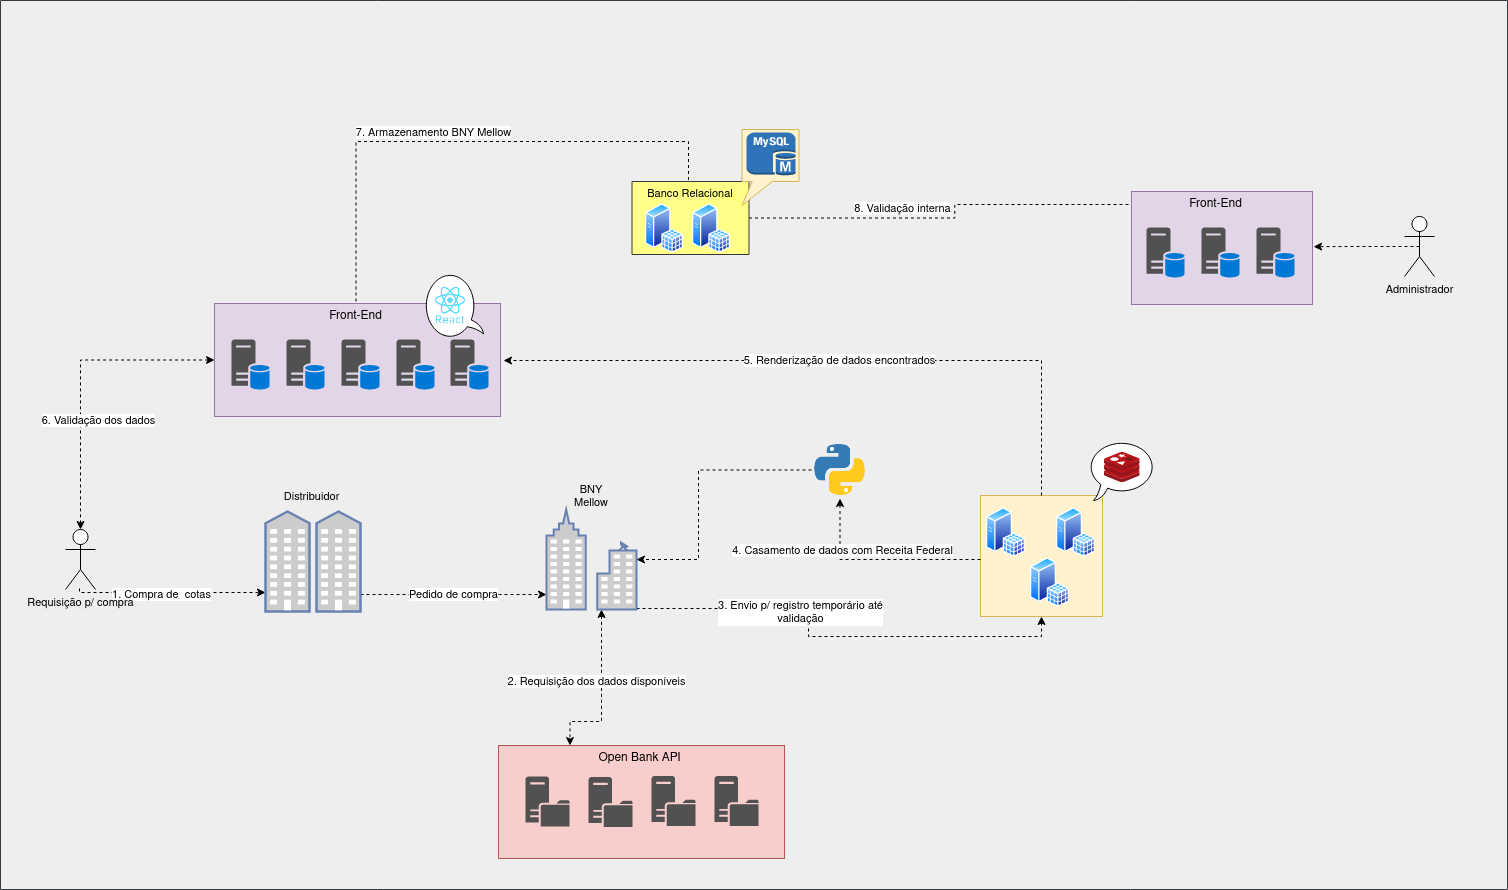 7. Armazenamento BNY Mellow
MySQL
M
Banco Relacional
8. Validação interna
Front-End
Administrador
React
Front-End
5. Renderização de dados encontrados
6. Validação dos dados
Distribuidor
BNY
Mellow
4. Casamento de dados com Receita Federal
1. Compra de cotas
Requisição p/ compra
Pedido de compra
3. Envio p/ registro temporário até
validação
2. Requisição dos dados disponíveis
Open Bank API